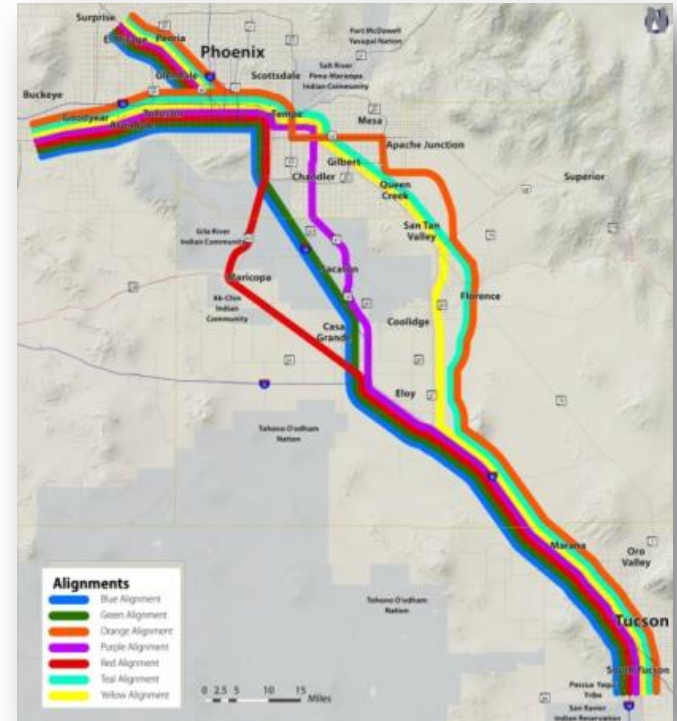 Surprise
Peoria
Phoenix
Fort McDowell
Yavapai Nation
Glendale
Scottsdale
Salt River
Pima-Maricopa
Indian Community
Buckeye
Goodyear
Tempe
Mesa
Apache Junction
Gilbert
Chandler
Queen
Creek
Superior
San Tan
Valley
Gila River
Indian Community
Sacaton
Maricopa
Florence
Ak-Chin
Indian
Community
Casa
Grande
Coolidge
Eloy
Tohono O'odham
Nation
Marana
Oro
Valley
Tohono O'odham
Nation
Tucson
South Tucson
Pascua Yaqui
Tribe
San Xavier
Indian Reservation
Alignments
Blue Alignment
Green Alignment
Orange Alignment
Purple Alignment
Red Alignment
Teal Alignment
Yellow Alignment
0 2.5 5 10 15
Miles